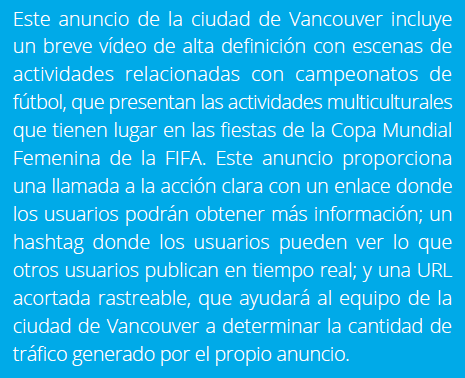 Este anuncio de la ciudad de Vancouver incluye
un breve vídeo de alta definición con escenas de
actividades relacionadas con campeonatos de
fútbol, que presentan las actividades multiculturales
que tienen lugar en las fiestas de la Copa Mundial
Femenina de la FIFA. Este anuncio proporciona
una llamada a la acción clara con un enlace donde
los usuarios podrán obtener más información; un
hashtag donde los usuarios pueden ver lo que
otros usuarios publican en tiempo real; y una URL
acortada rastreable, que ayudará al equipo de la
ciudad de Vancouver a determinar la cantidad de
tráfico generado por el propio anuncio.